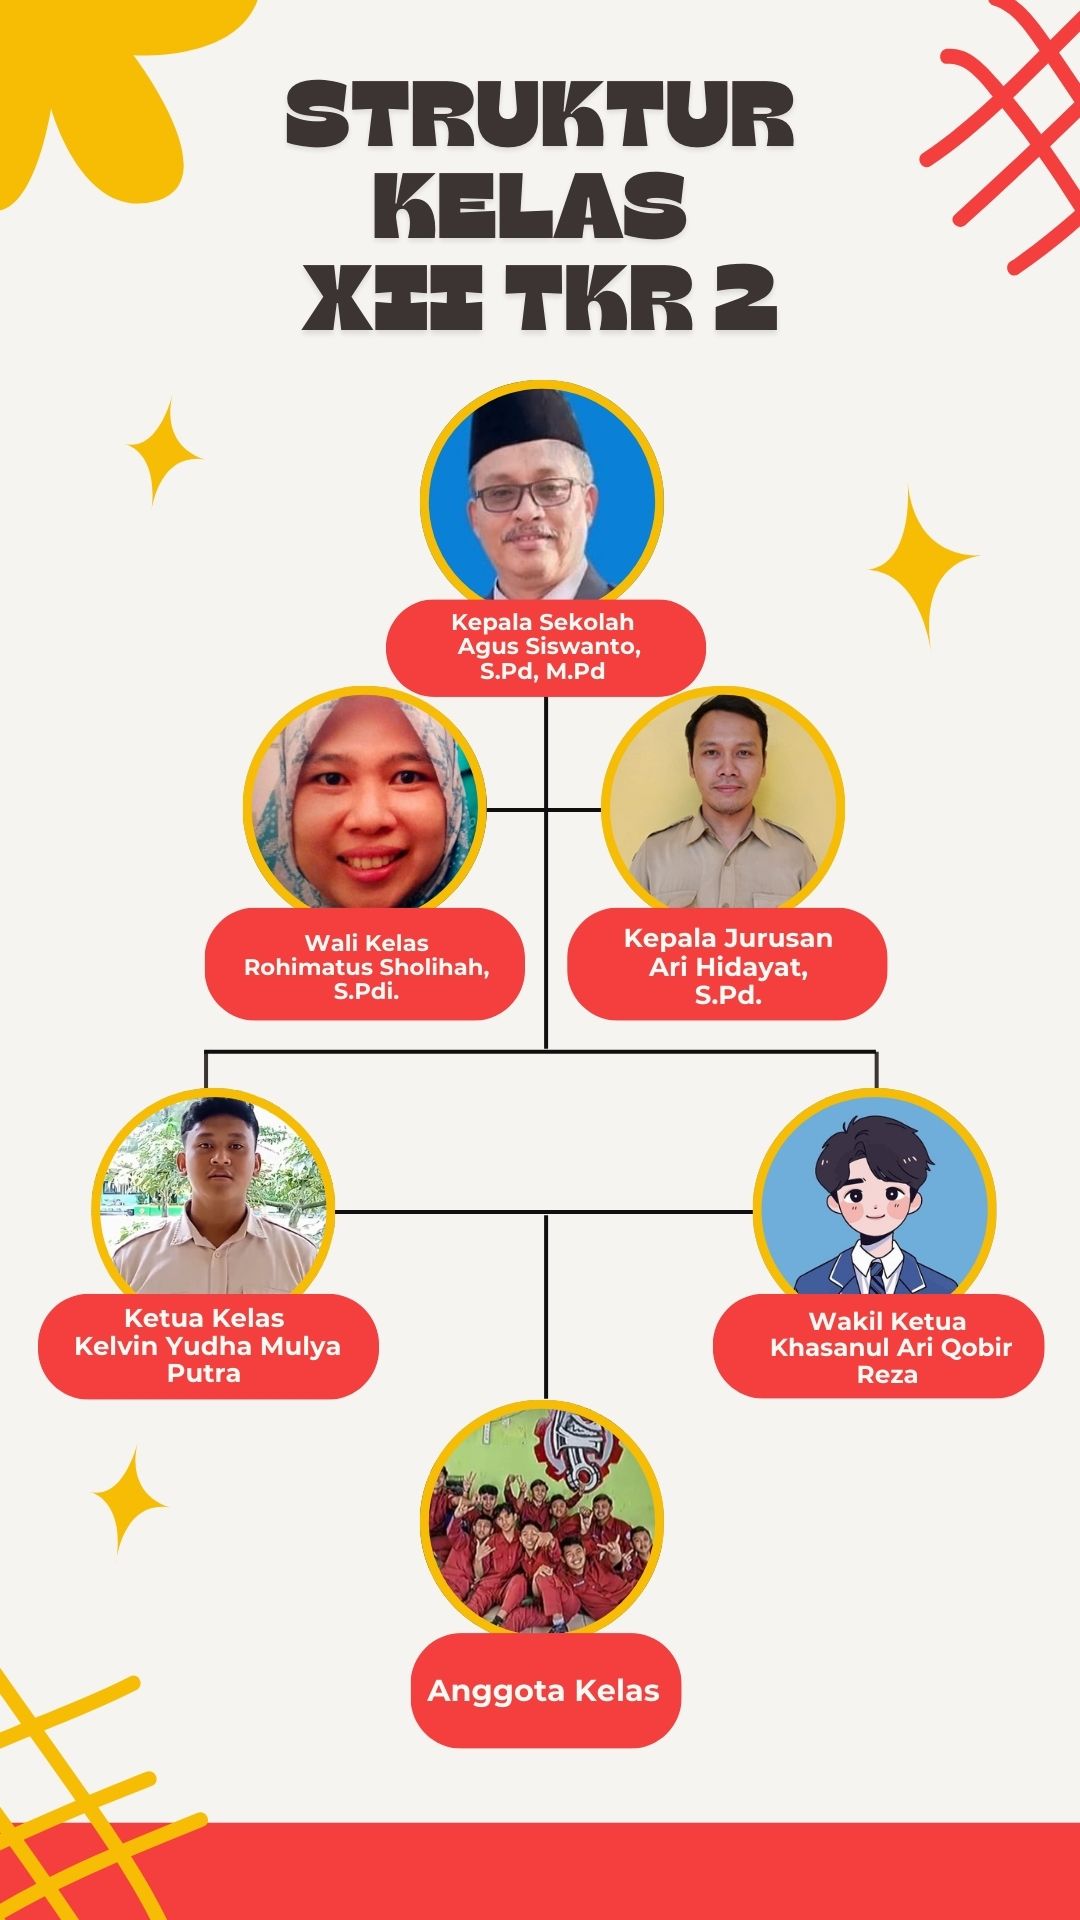 STRUKTUR
KELAS
XII TKR 2
Kepala Sekolah
Agus Siswanto,
S.Pd, M.Pd
Wali Kelas
Rohimatus Sholihah,
S.Pdi.
Kepala Jurusan
Ari Hidayat,
S.Pd.
Ketua Kelas
Kelvin Yudha Mulya
Putra
Wakil Ketua
Khasanul Ari Qobir
Reza
Anggota Kelas